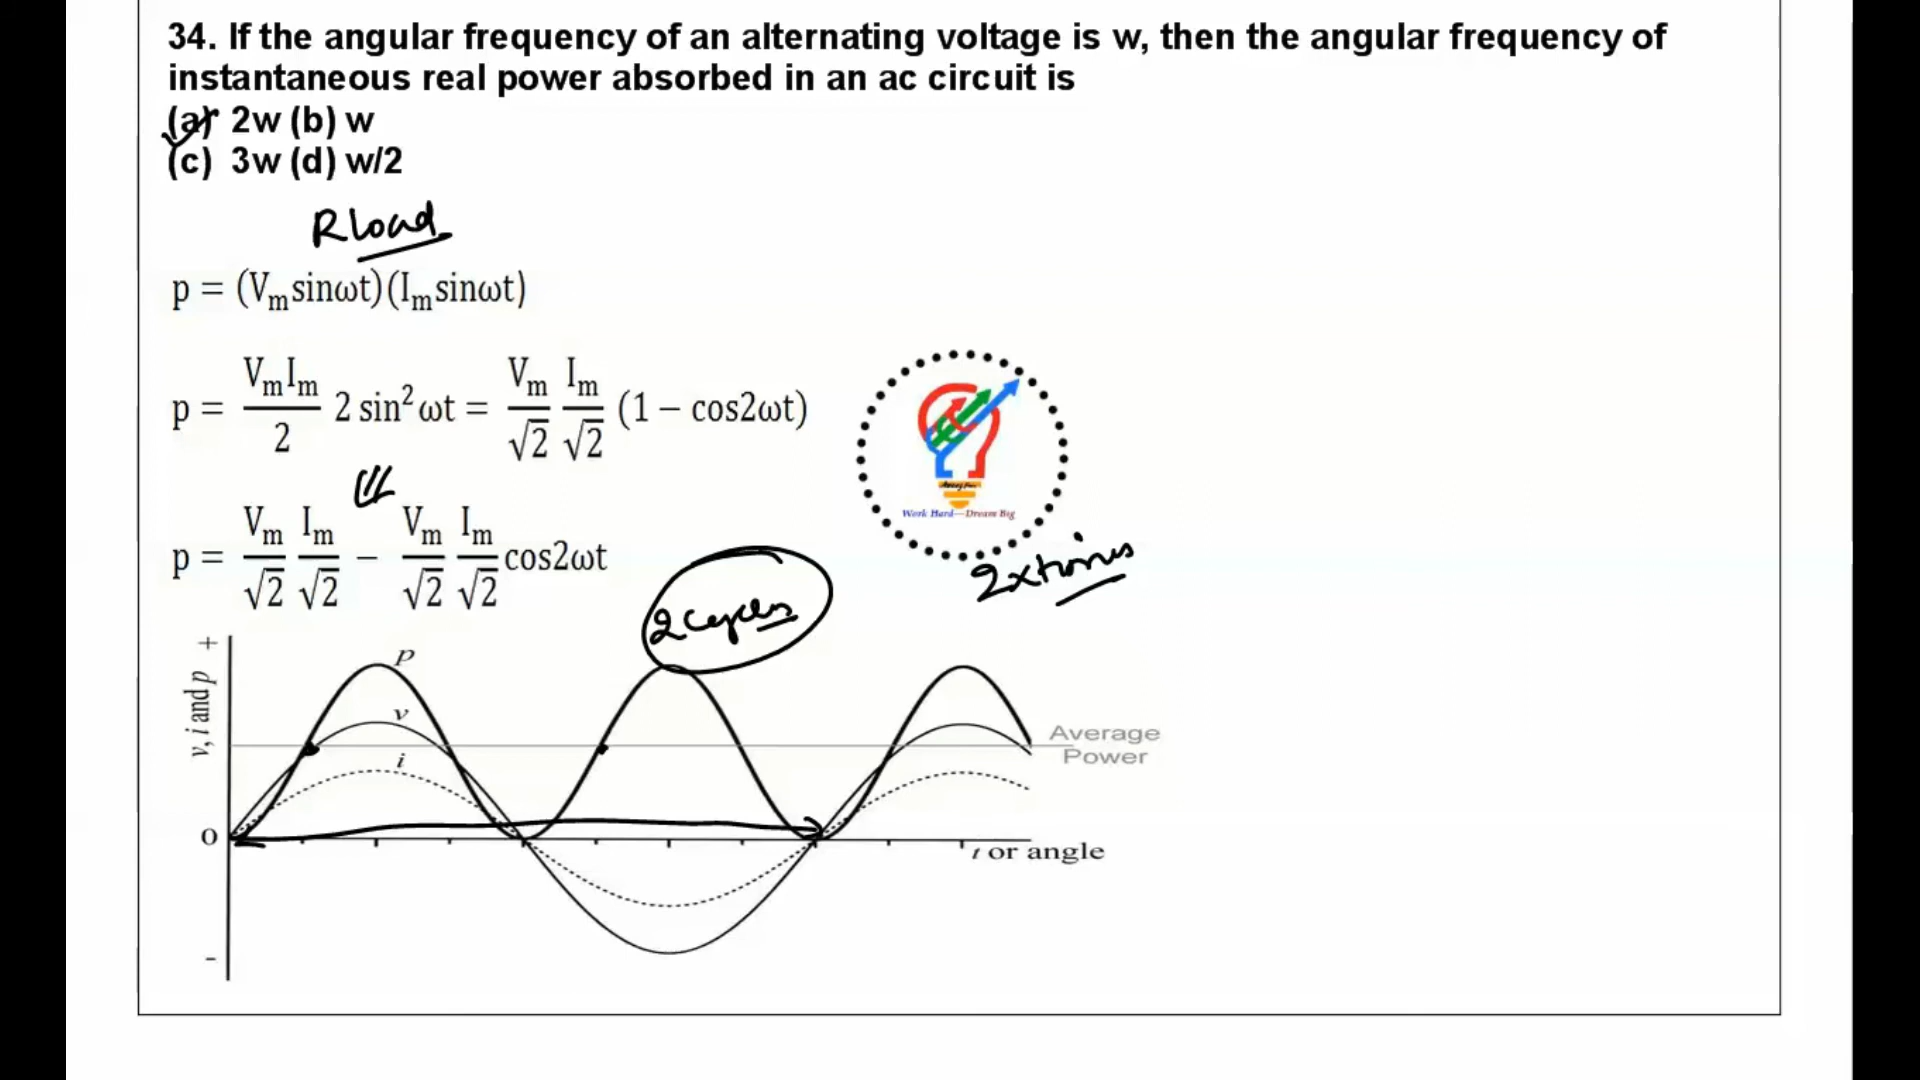 34. If the angular frequency of an alternating voltage is w, then the angular frequency of
instantaneous real power absorbed in an ac circuit is
(a) 2w (b) w
(c) 3w (d) w/2
R Load
p = (Vₘsinωt)(Iₘsinωt)
p = VₘIₘ/2 2 sin²ωt = Vₘ/√2 Iₘ/√2 (1 − cos2ωt)
p = Vₘ/√2 Iₘ/√2 − Vₘ/√2 Iₘ/√2 cos2ωt
Work Hard—Dream Big
2 x times
2 Cycles
+
v, i and p
p
v
i
Average
Power
0
t or angle
-